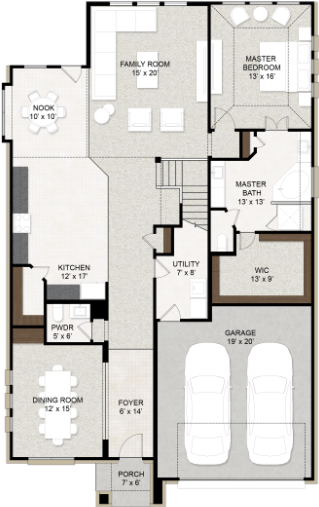 FAMILY ROOM
15' x 20'
MASTER
BEDROOM
13' x 16'
NOOK
10' x 10'
MASTER
BATH
13' x 13'
KITCHEN
12' x 17'
UTILITY
7' x 8'
WIC
13' x 9'
PWDR
5' x 6'
GARAGE
19' x 20'
DINING ROOM
12' x 15'
FOYER
6' x 14'
PORCH
7' x 6'